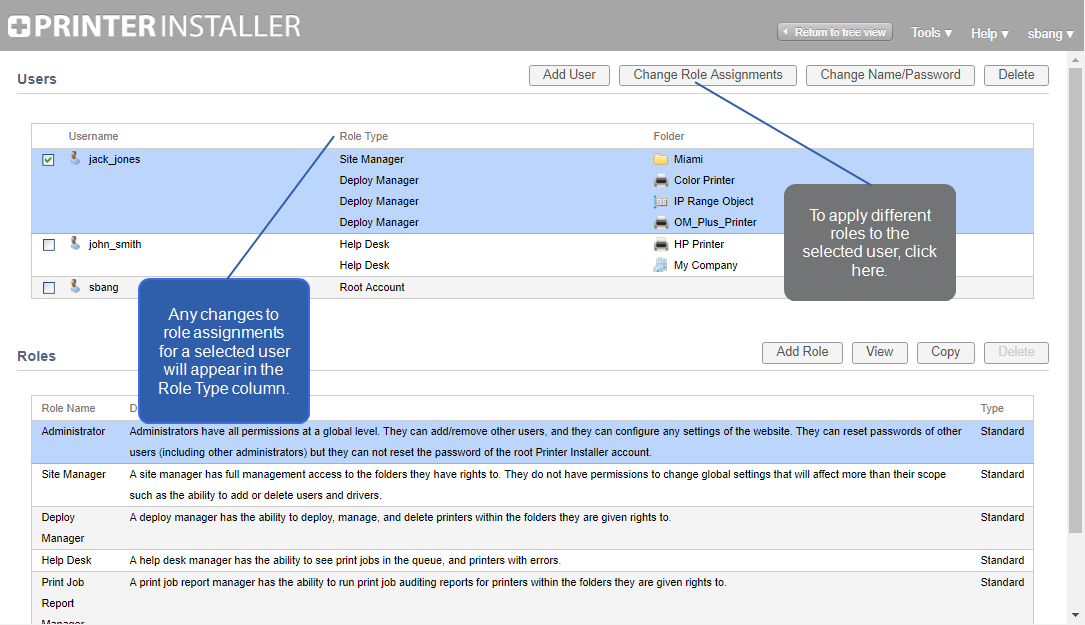 PRINTER INSTALLER
Return to tree view
Tools ▾
Help ▾
sbang ▾
Users
Add User
Change Role Assignments
Change Name/Password
Delete
Username Role Type Folder
jack_jones Site Manager Miami
Deploy Manager Color Printer
Deploy Manager IP Range Object
Deploy Manager OM_Plus_Printer
john_smith Help Desk HP Printer
Help Desk My Company
sbang Root Account
To apply different
roles to the
selected user, click
here.
Any changes to
role assignments
for a selected user
will appear in the
Role Type column.
Roles
Add Role
View
Copy
Delete
Role Name D Type
Administrator Administrators have all permissions at a global level. They can add/remove other users, and they can configure any settings of the website. They can reset passwords of other Standard
users (including other administrators) but they can not reset the password of the root Printer Installer account.
Site Manager A site manager has full management access to the folders they have rights to. They do not have permissions to change global settings that will affect more than their scope Standard
such as the ability to add or delete users and drivers.
Deploy A deploy manager has the ability to deploy, manage, and delete printers within the folders they are given rights to. Standard
Manager
Help Desk A help desk manager has the ability to see print jobs in the queue, and printers with errors. Standard
Print Job A print job report manager has the ability to run print job auditing reports for printers within the folders they are given rights to. Standard
Report
Manager